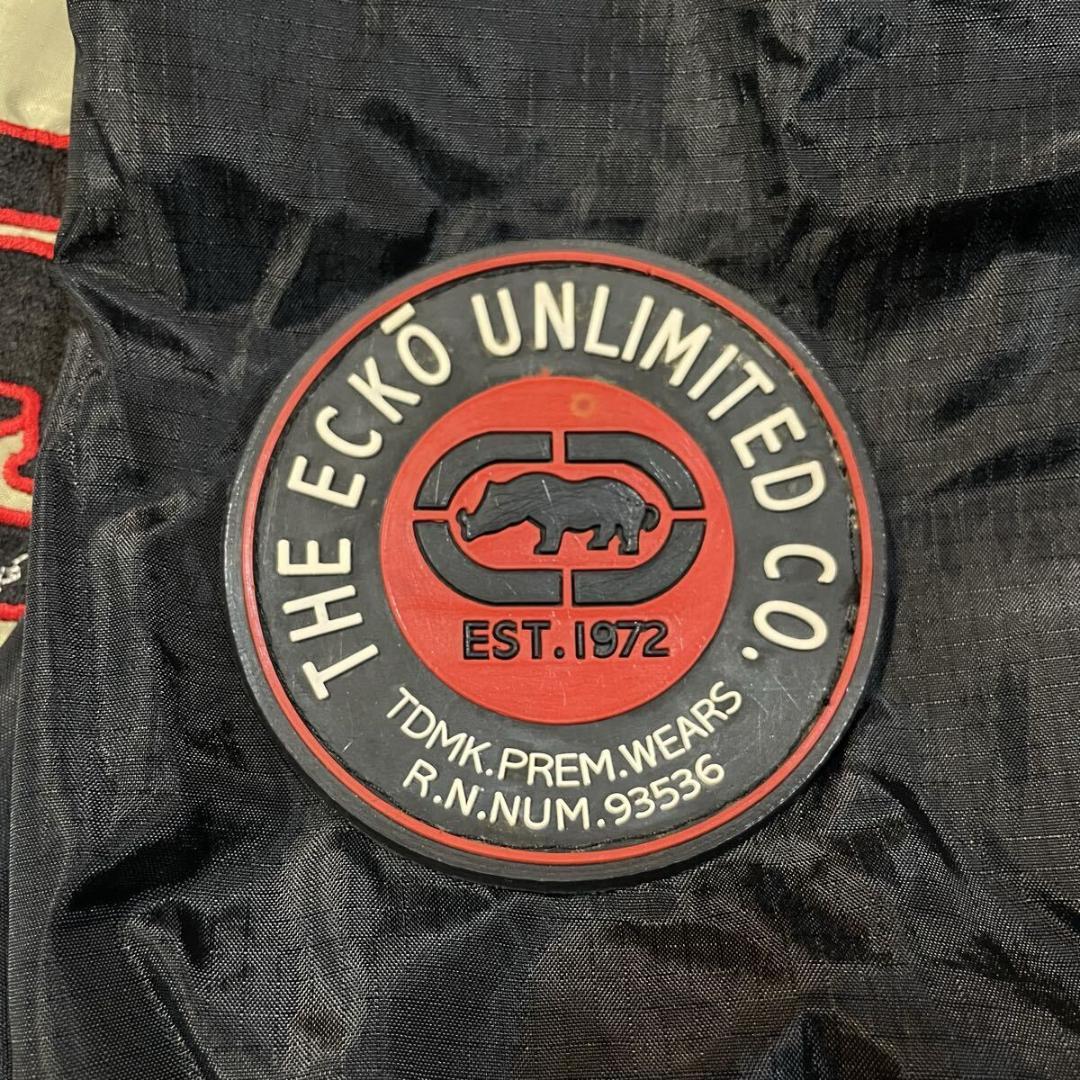 THE ECKŌ UNLIMITED CO.
EST.1972
TDMK.PREM.WEARS
R.N.NUM.93536